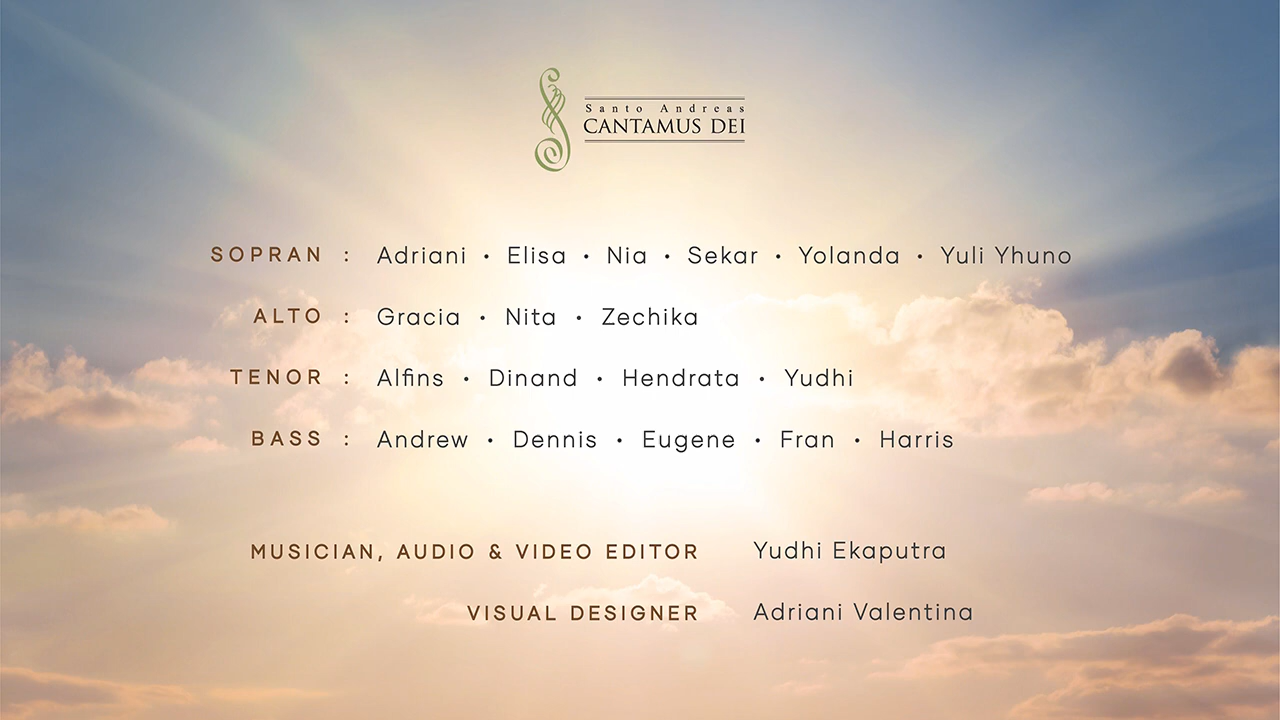 Santo Andreas
CANTAMUS DEI
SOPRAN : Adriani • Elisa • Nia • Sekar • Yolanda • Yuli Yhuno
ALTO : Gracia • Nita • Zechika
TENOR : Alfins • Dinand • Hendrata • Yudhi
BASS : Andrew • Dennis • Eugene • Fran • Harris
MUSICIAN, AUDIO & VIDEO EDITOR Yudhi Ekaputra
VISUAL DESIGNER Adriani Valentina